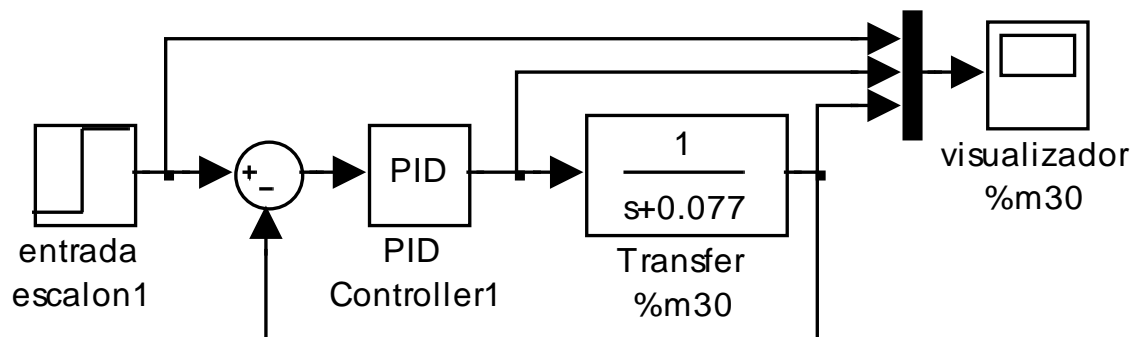 +
−
PID
1
s+0.077
visualizador
%m30
entrada
escalon1
PID
Controller1
Transfer
%m30